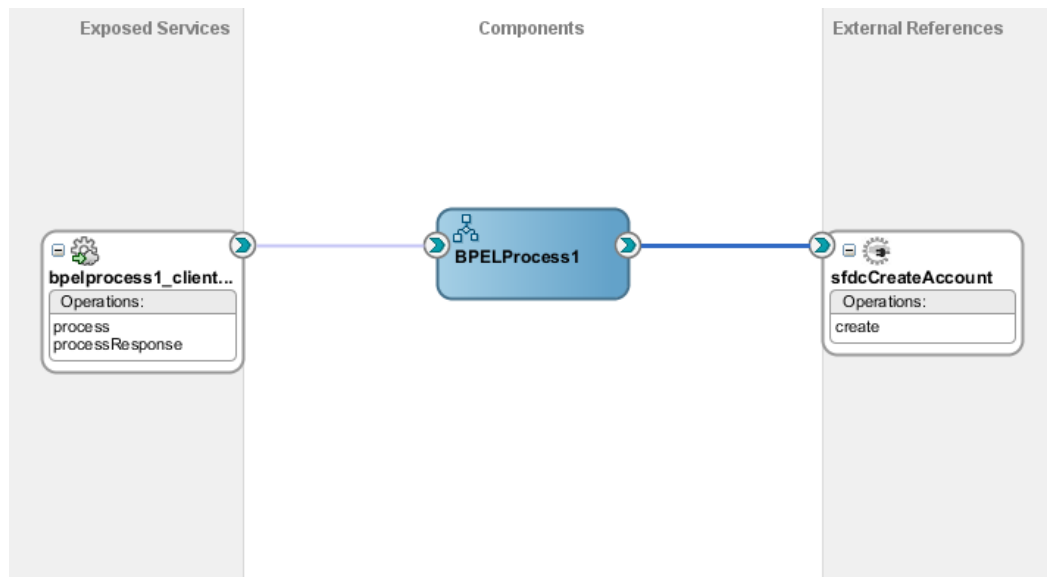 Exposed Services
Components
External References
BPELProcess1
bpelprocess1_client...
Operations:
process
processResponse
sfdcCreateAccount
Operations:
create